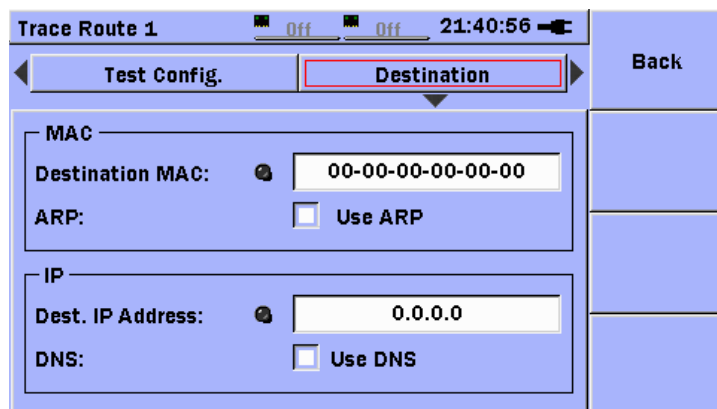 Trace Route 1 Off Off 21:40:56
Back
Test Config. Destination
MAC
Destination MAC: 00-00-00-00-00-00
ARP: Use ARP
IP
Dest. IP Address: 0.0.0.0
DNS: Use DNS